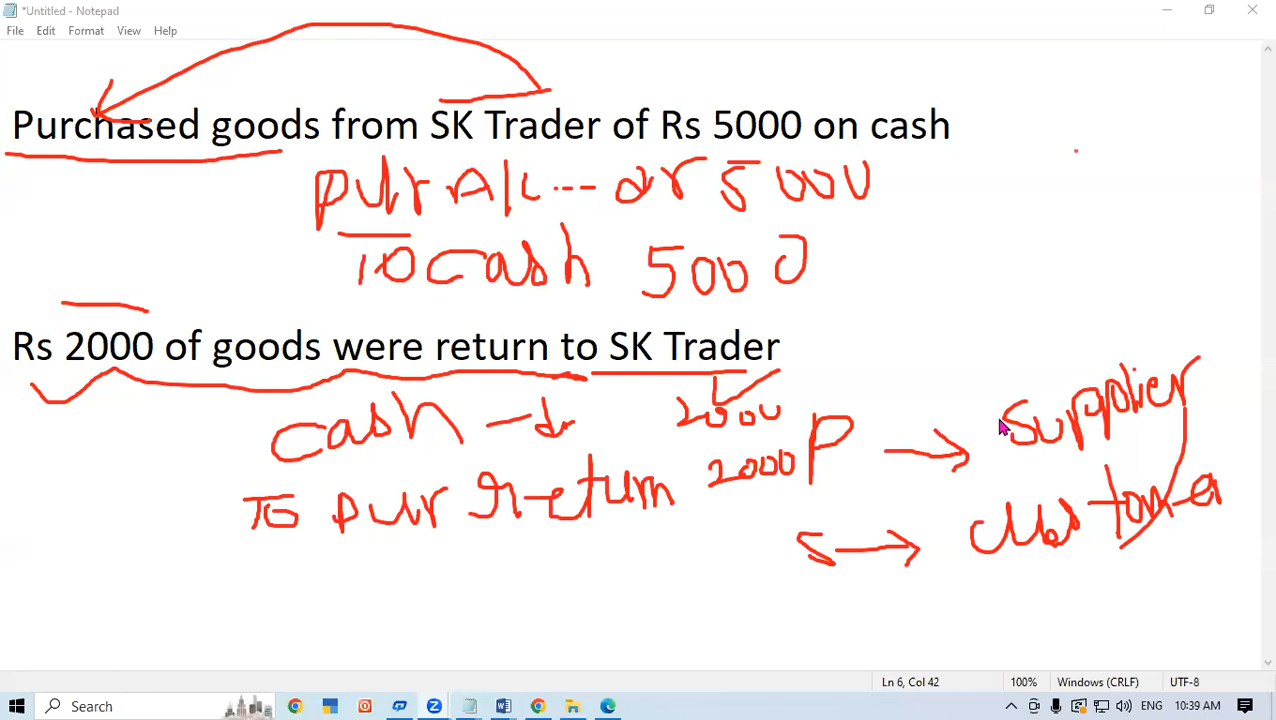 *Untitled - Notepad
File Edit Format View Help
Purchased goods from SK Trader of Rs 5000 on cash
purr A/c --- dr 5000
To cash 5000
Rs 2000 of goods were return to SK Trader
cash - dr 2000
To purr return 2000
P → Supplier
S → customer
Ln 6, Col 42 100% Windows (CRLF) UTF-8
Search ENG 10:39 AM